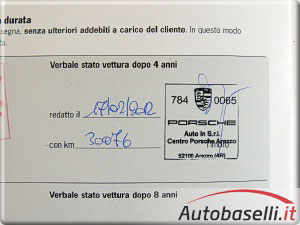 a durata
segna, senza ulteriori addebiti a carico del cliente. In questo modo
stata.
Verbale stato vettura dopo 4 anni
redatto il 17/02/2012
784 0065
PORSCHE
con km 30076
Auto in S.r.l.
Centro Porsche Arezzo
timbro
52100 Arezzo (AR)
Verbale stato vettura dopo 8 anni
Autobaselli.it